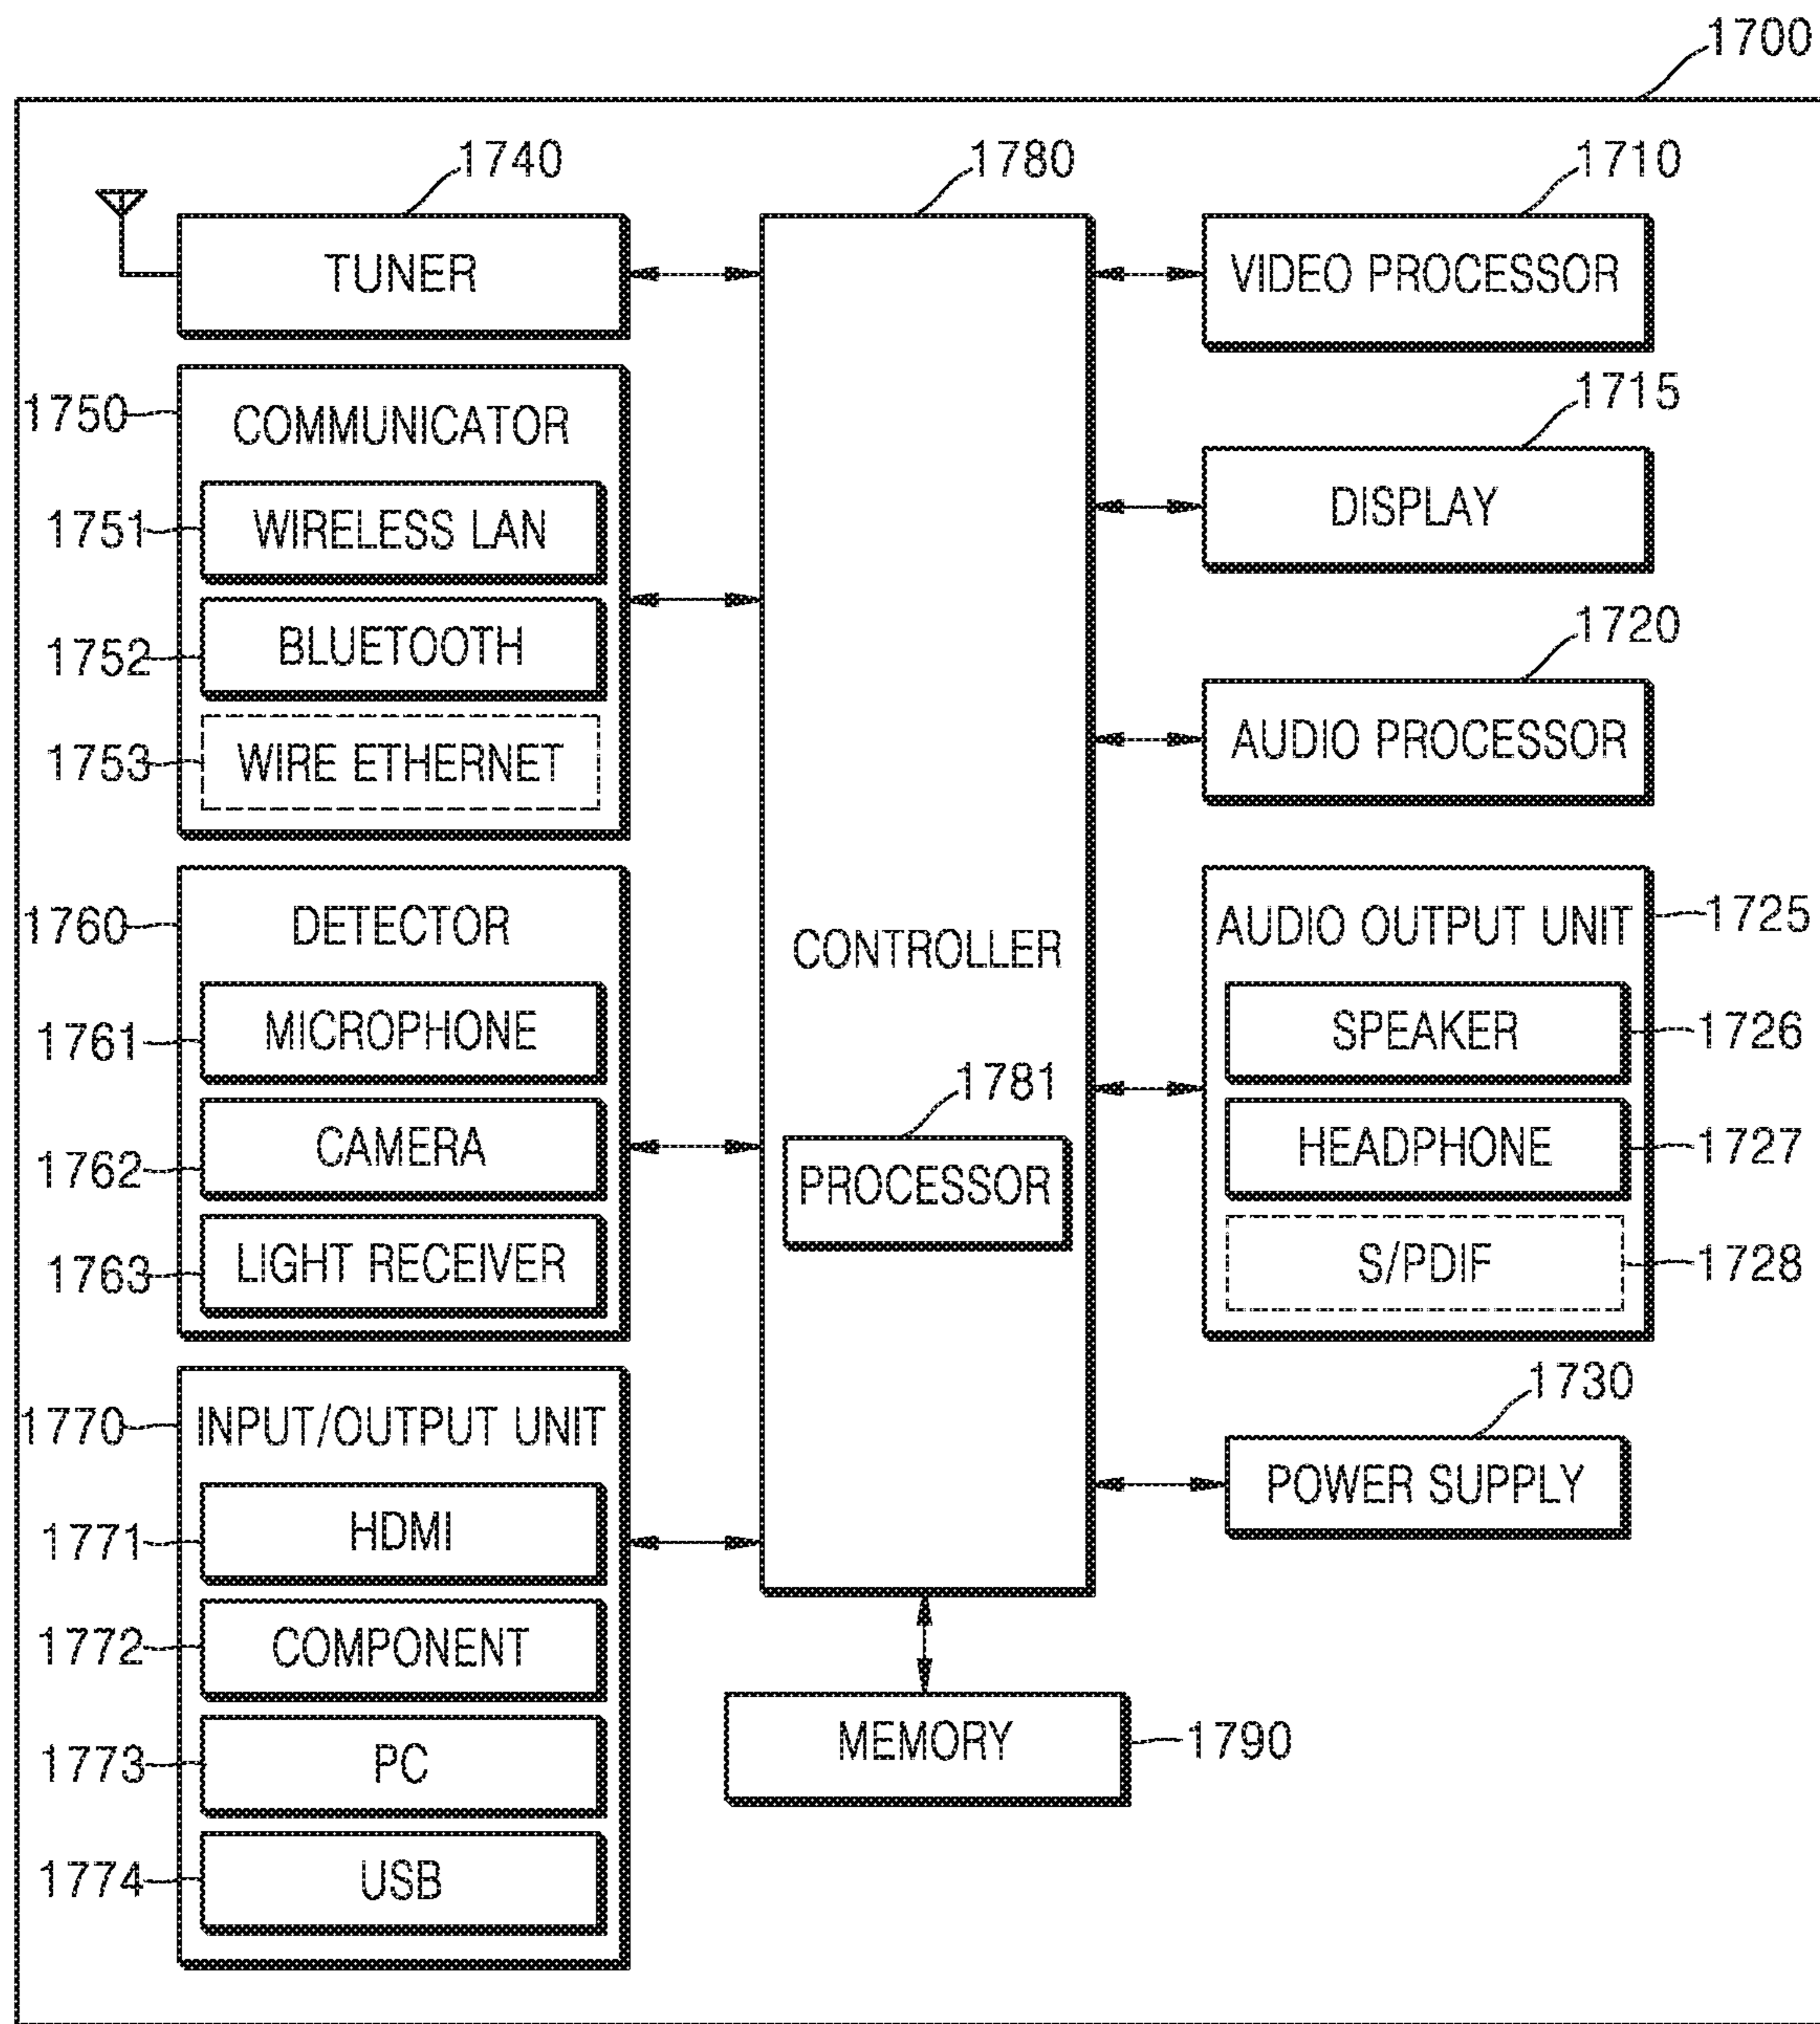 1700
1740
TUNER
1750
COMMUNICATOR
1751
WIRELESS LAN
1752
BLUETOOTH
1753
WIRE ETHERNET
1760
DETECTOR
1761
MICROPHONE
1762
CAMERA
1763
LIGHT RECEIVER
1770
INPUT/OUTPUT UNIT
1771
HDMI
1772
COMPONENT
1773
PC
1774
USB
1780
CONTROLLER
1781
PROCESSOR
MEMORY
1790
1710
VIDEO PROCESSOR
1715
DISPLAY
1720
AUDIO PROCESSOR
AUDIO OUTPUT UNIT
1725
SPEAKER
1726
HEADPHONE
1727
S/PDIF
1728
1730
POWER SUPPLY